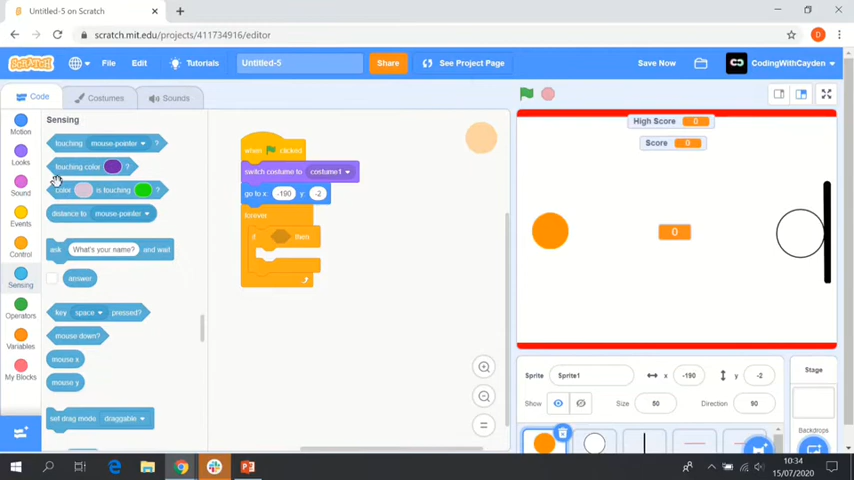 Untitled-5 on Scratch
scratch.mit.edu/projects/411734916/editor
SCRATCH File Edit Tutorials Untitled-5 Share See Project Page Save Now CodingWithCayden
Code Costumes Sounds
Motion
Looks
Sound
Events
Control
Sensing
Operators
Variables
My Blocks
Sensing
touching mouse-pointer ?
touching color ?
color is touching ?
distance to mouse-pointer
ask What's your name? and wait
answer
key space pressed?
mouse down?
mouse x
mouse y
set drag mode draggable
when clicked
switch costume to costume1
go to x: -190 y: -2
forever
if then
High Score 0
Score 0
0
Sprite Sprite1 x -190 y -2
Show Size 50 Direction 90
Stage
Backdrops
10:34
15/07/2020